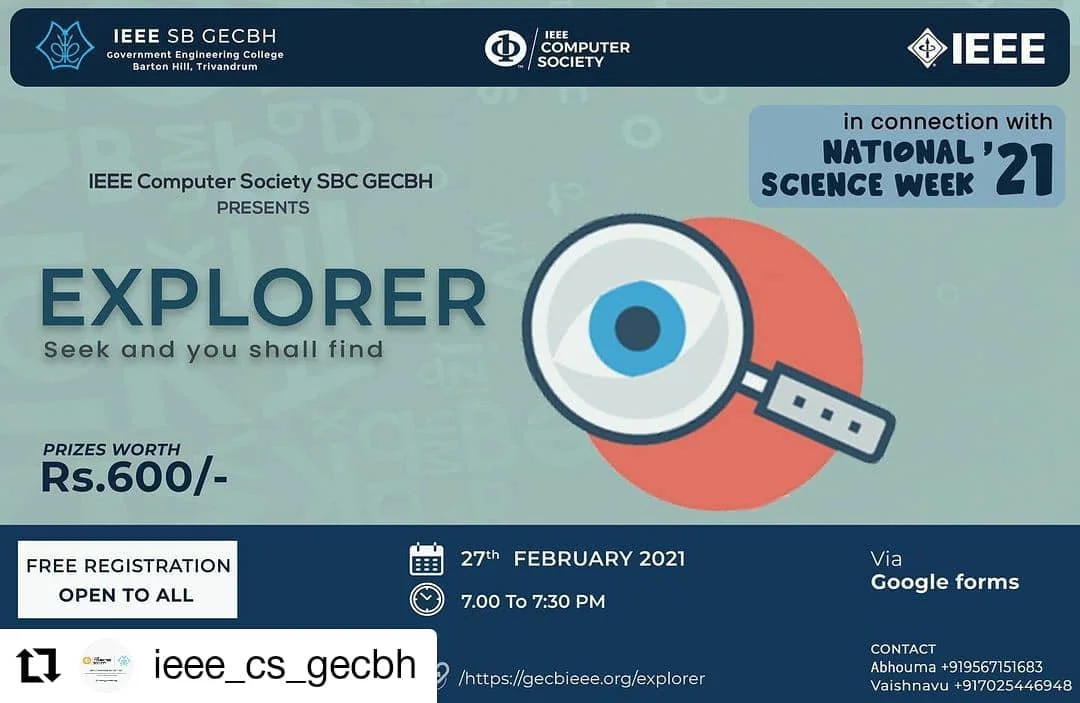 IEEE SB GECBH
Government Engineering College
Barton Hill, Trivandrum
IEEE
COMPUTER
SOCIETY
IEEE
in connection with
NATIONAL
SCIENCE WEEK '21
IEEE Computer Society SBC GECBH
PRESENTS
EXPLORER
Seek and you shall find
PRIZES WORTH
Rs.600/-
FREE REGISTRATION
OPEN TO ALL
27th FEBRUARY 2021
7.00 To 7:30 PM
Via
Google forms
/https://gecbieee.org/explorer
CONTACT
Abhouma +919567151683
Vaishnavu +917025446948
ieee_cs_gecbh